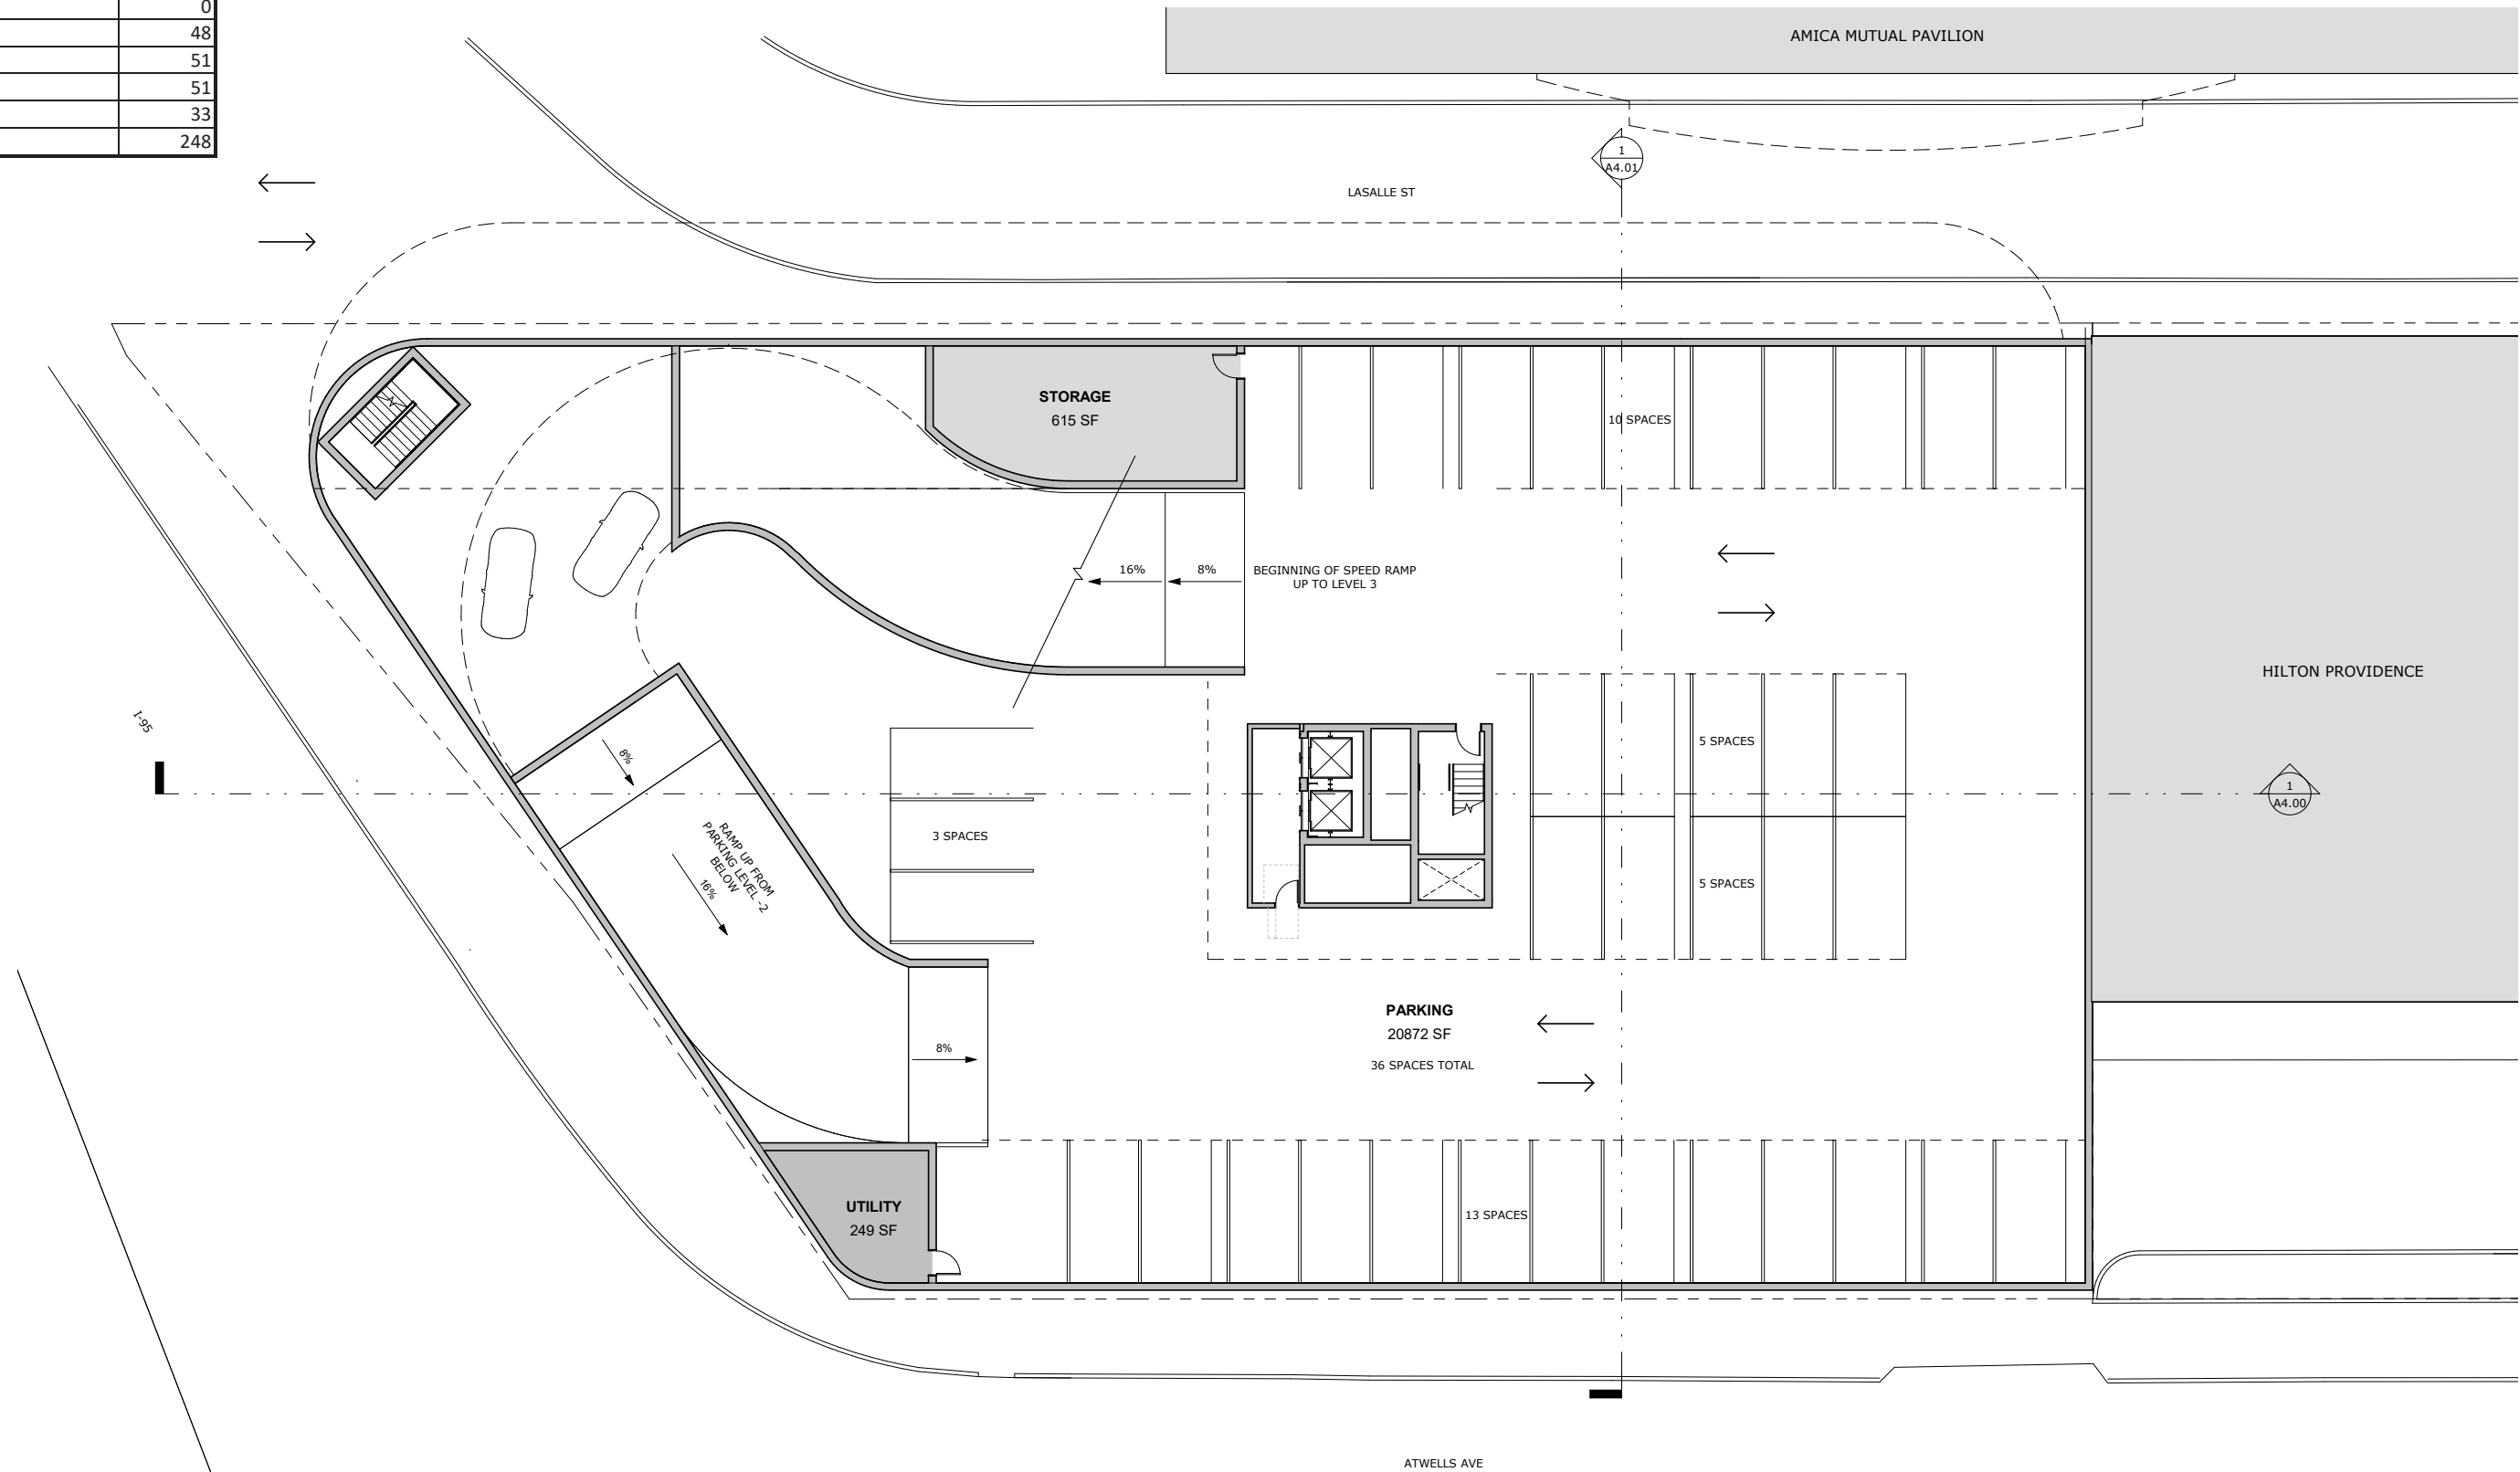 0
48
51
51
33
248
AMICA MUTUAL PAVILION
1
A4.01
LASALLE ST
STORAGE
615 SF
10 SPACES
16%
8%
BEGINNING OF SPEED RAMP
UP TO LEVEL 3
HILTON PROVIDENCE
I-95
8%
5 SPACES
1
A4.00
3 SPACES
RAMP UP FROM
PARKING LEVEL -2
BELOW
16%
5 SPACES
PARKING
20872 SF
36 SPACES TOTAL
8%
UTILITY
249 SF
13 SPACES
ATWELLS AVE